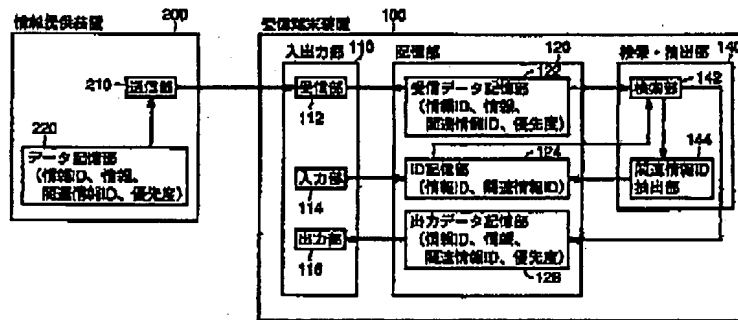 情報提供装置
200
受信端末装置
100
入出力部
110
記憶部
120
検索・抽出部
140
210
送信部
受信部
112
122
受信データ記憶部
(情報ID、情報、
関連情報ID、優先度)
検索部
142
220
データ記憶部
(情報ID、情報、
関連情報ID、優先度)
124
ID記憶部
(情報ID、関連情報ID)
144
関連情報ID
抽出部
入力部
114
出力部
116
出力データ記憶部
(情報ID、情報、
関連情報ID、優先度)
126